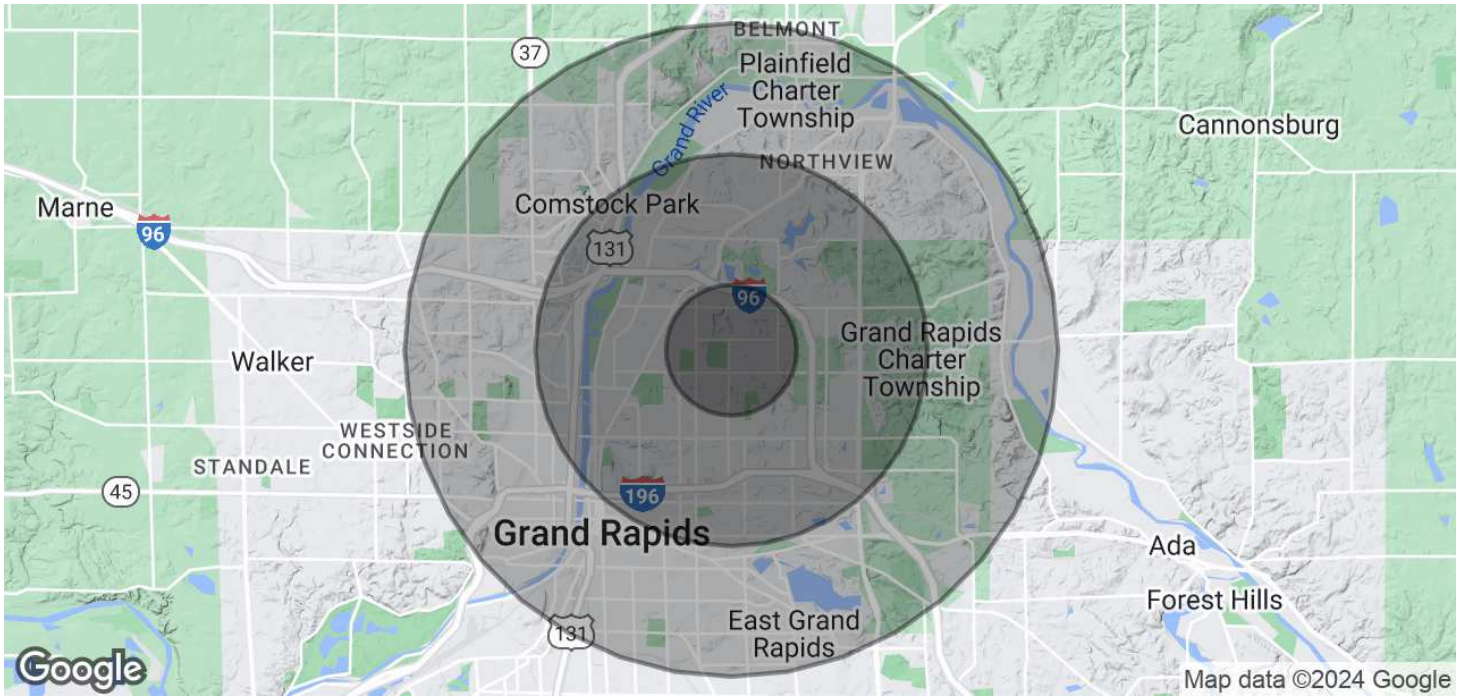 BELMONT
37
Plainfield
Charter
Township
Grand River
Cannonsburg
NORTHVIEW
Marne
96
Comstock Park
131
96
Grand Rapids
Charter
Township
Walker
WESTSIDE
CONNECTION
STANDALE
45
196
Grand Rapids
Ada
Forest Hills
East Grand
Rapids
131
Google
Map data ©2024 Google